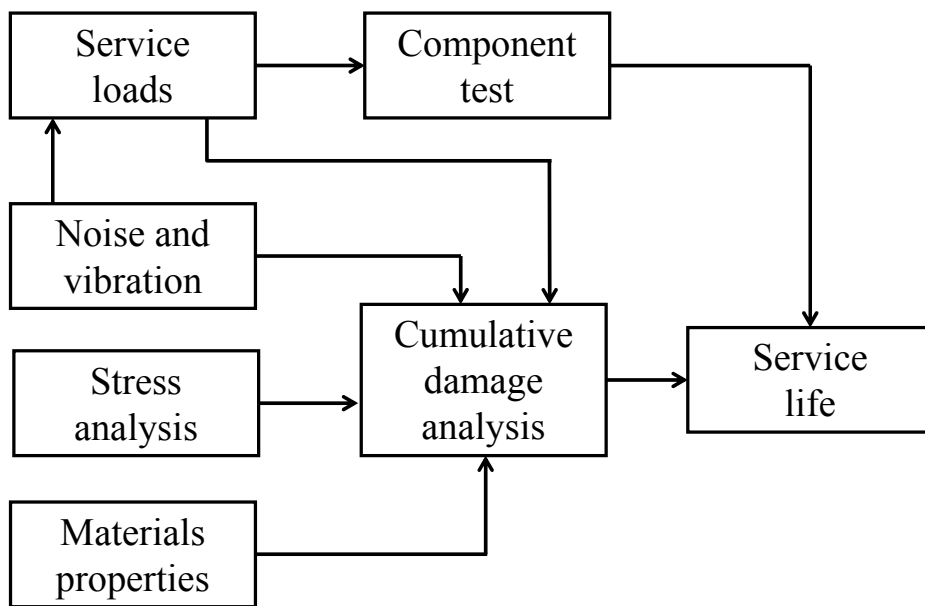 Service
loads
Component
test
Noise and
vibration
Cumulative
damage
analysis
Service
life
Stress
analysis
Materials
properties